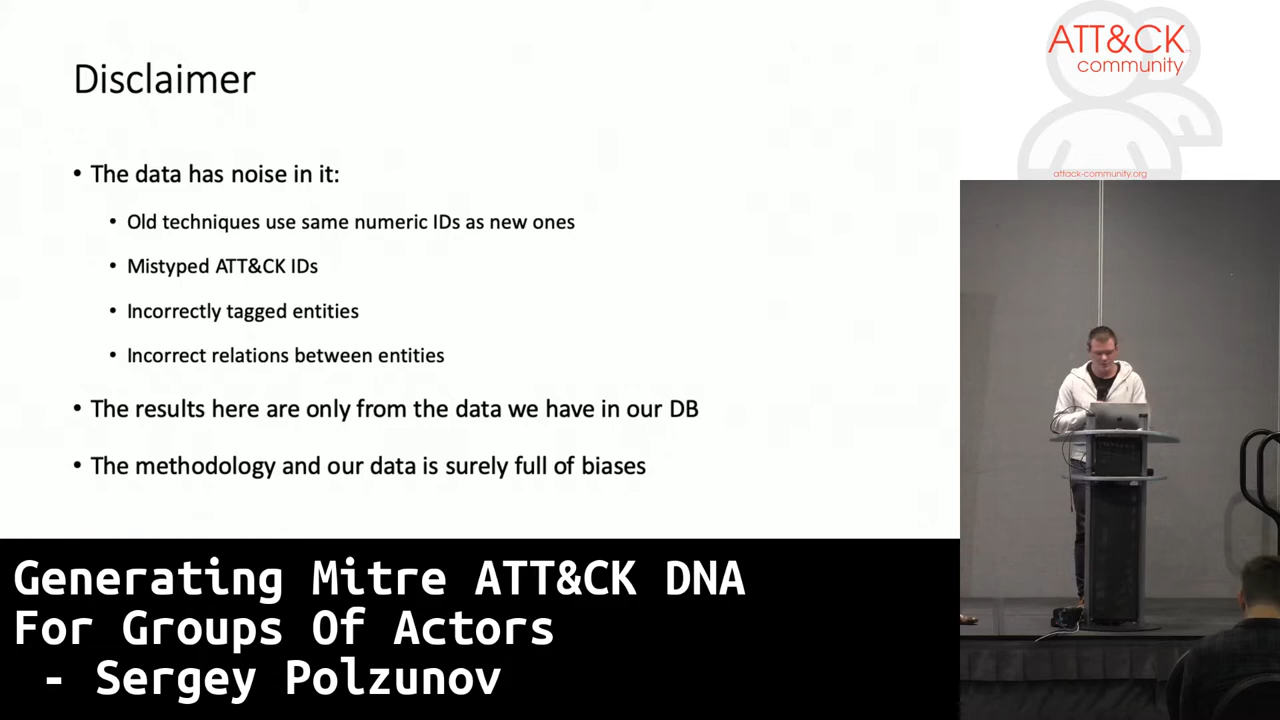 Disclaimer
• The data has noise in it:
• Old techniques use same numeric IDs as new ones
• Mistyped ATT&CK IDs
• Incorrectly tagged entities
• Incorrect relations between entities
• The results here are only from the data we have in our DB
• The methodology and our data is surely full of biases
ATT&CK
community
attack-community.org
Generating Mitre ATT&CK DNA
For Groups Of Actors
- Sergey Polzunov